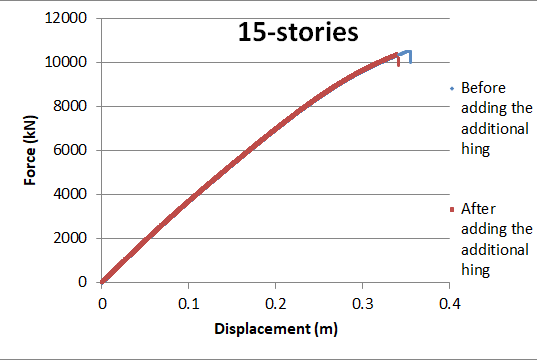 15-stories
12000
10000
8000
6000
4000
2000
0
Force (kN)
0
0.1
0.2
0.3
0.4
Displacement (m)
Before
adding the
additional
hing
After
adding the
additional
hing